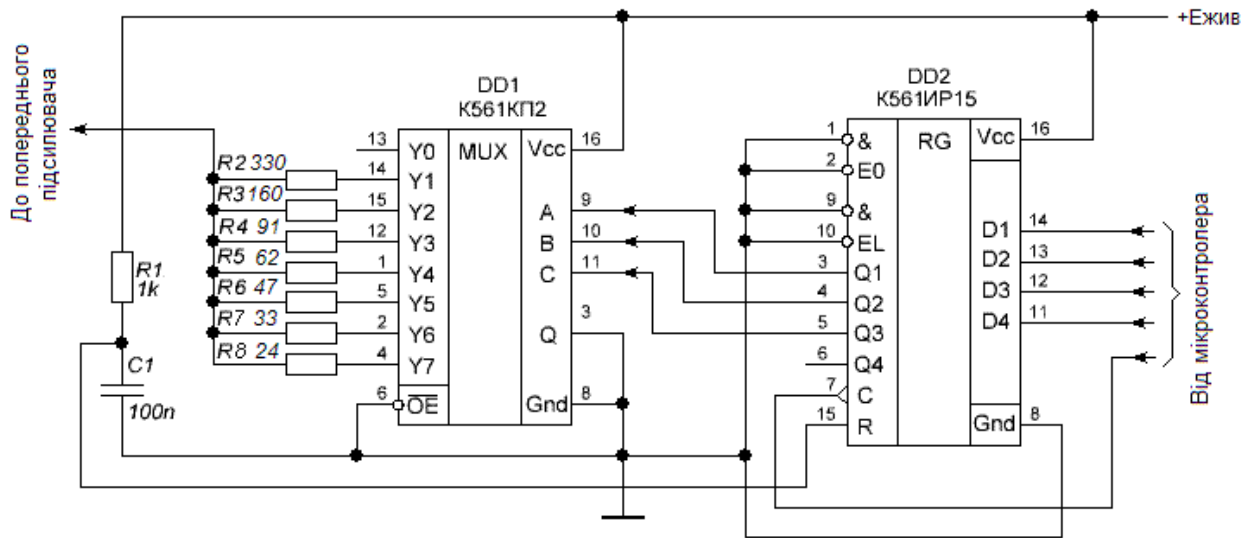 +Eжив
До попереднього
підсилювача
DD1
К561КП2
DD2
К561ИР15
MUX
RG
13 Y0
R2 330 14 Y1
R3 160 15 Y2
R4 91 12 Y3
R5 62 1 Y4
R6 47 5 Y5
R7 33 2 Y6
R8 24 4 Y7
6 OE
Vcc 16
A 9
B 10
C 11
Q 3
Gnd 8
R1
1k
C1
100n
1 &
2 E0
9 &
10 EL
3 Q1
4 Q2
5 Q3
6 Q4
7 C
15 R
Vcc 16
D1 14
D2 13
D3 12
D4 11
Gnd 8
Від мікроконтролера